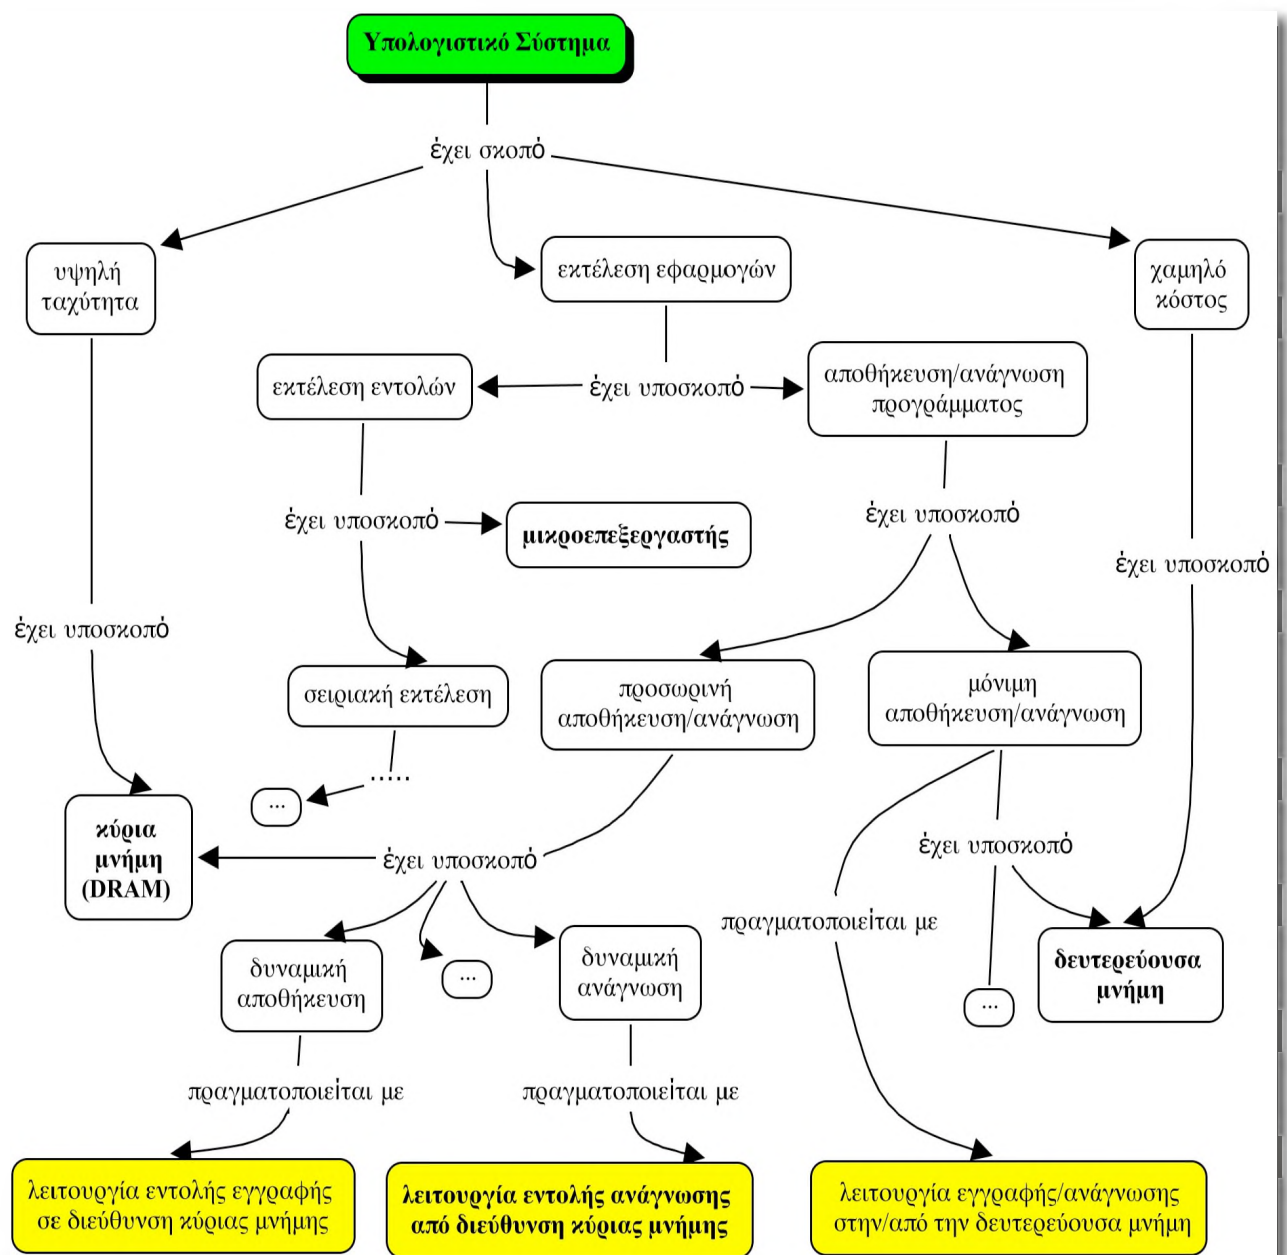 Υπολογιστικό Σύστημα
έχει σκοπό
υψηλή
ταχύτητα
εκτέλεση εφαρμογών
χαμηλό
κόστος
εκτέλεση εντολών
έχει υποσκοπό
αποθήκευση/ανάγνωση
προγράμματος
έχει υποσκοπό
μικροεπεξεργαστής
έχει υποσκοπό
έχει υποσκοπό
έχει υποσκοπό
σειριακή εκτέλεση
προσωρινή
αποθήκευση/ανάγνωση
μόνιμη
αποθήκευση/ανάγνωση
.....
...
κύρια
μνήμη
(DRAM)
έχει υποσκοπό
έχει υποσκοπό
πραγματοποιείται με
δυναμική
αποθήκευση
...
δυναμική
ανάγνωση
...
δευτερεύουσα
μνήμη
πραγματοποιείται με
πραγματοποιείται με
λειτουργία εντολής εγγραφής
σε διεύθυνση κύριας μνήμης
λειτουργία εντολής ανάγνωσης
από διεύθυνση κύριας μνήμης
λειτουργία εγγραφής/ανάγνωσης
στην/από την δευτερεύουσα μνήμη